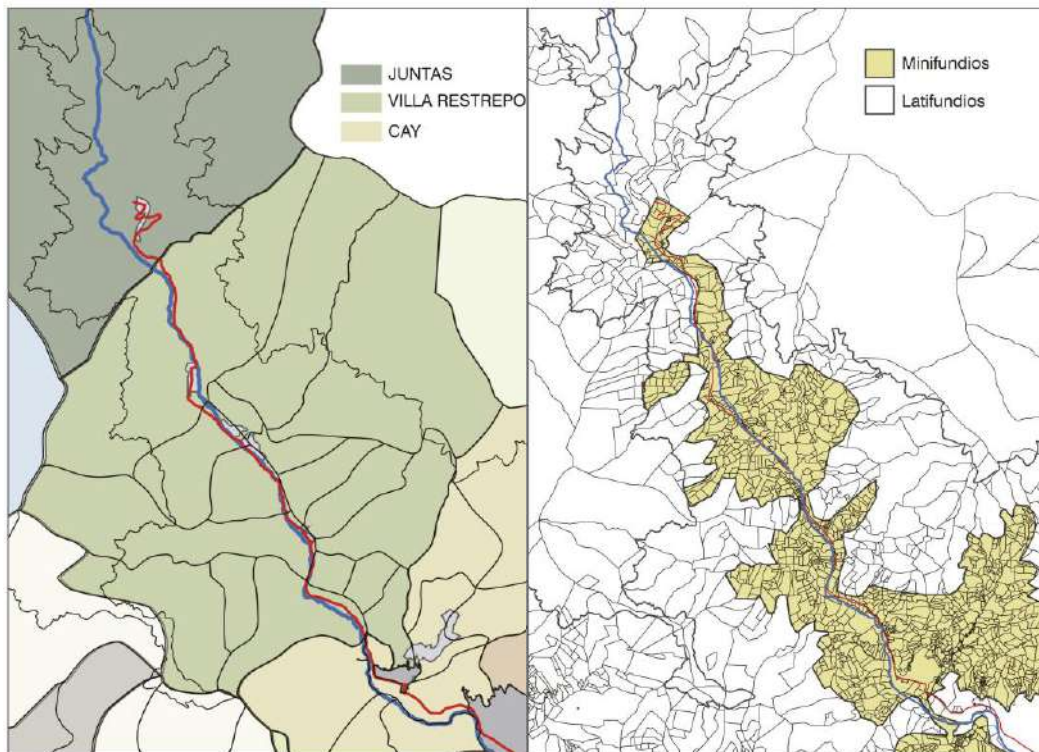 JUNTAS
VILLA RESTREPO
CAY
Minifundios
Latifundios